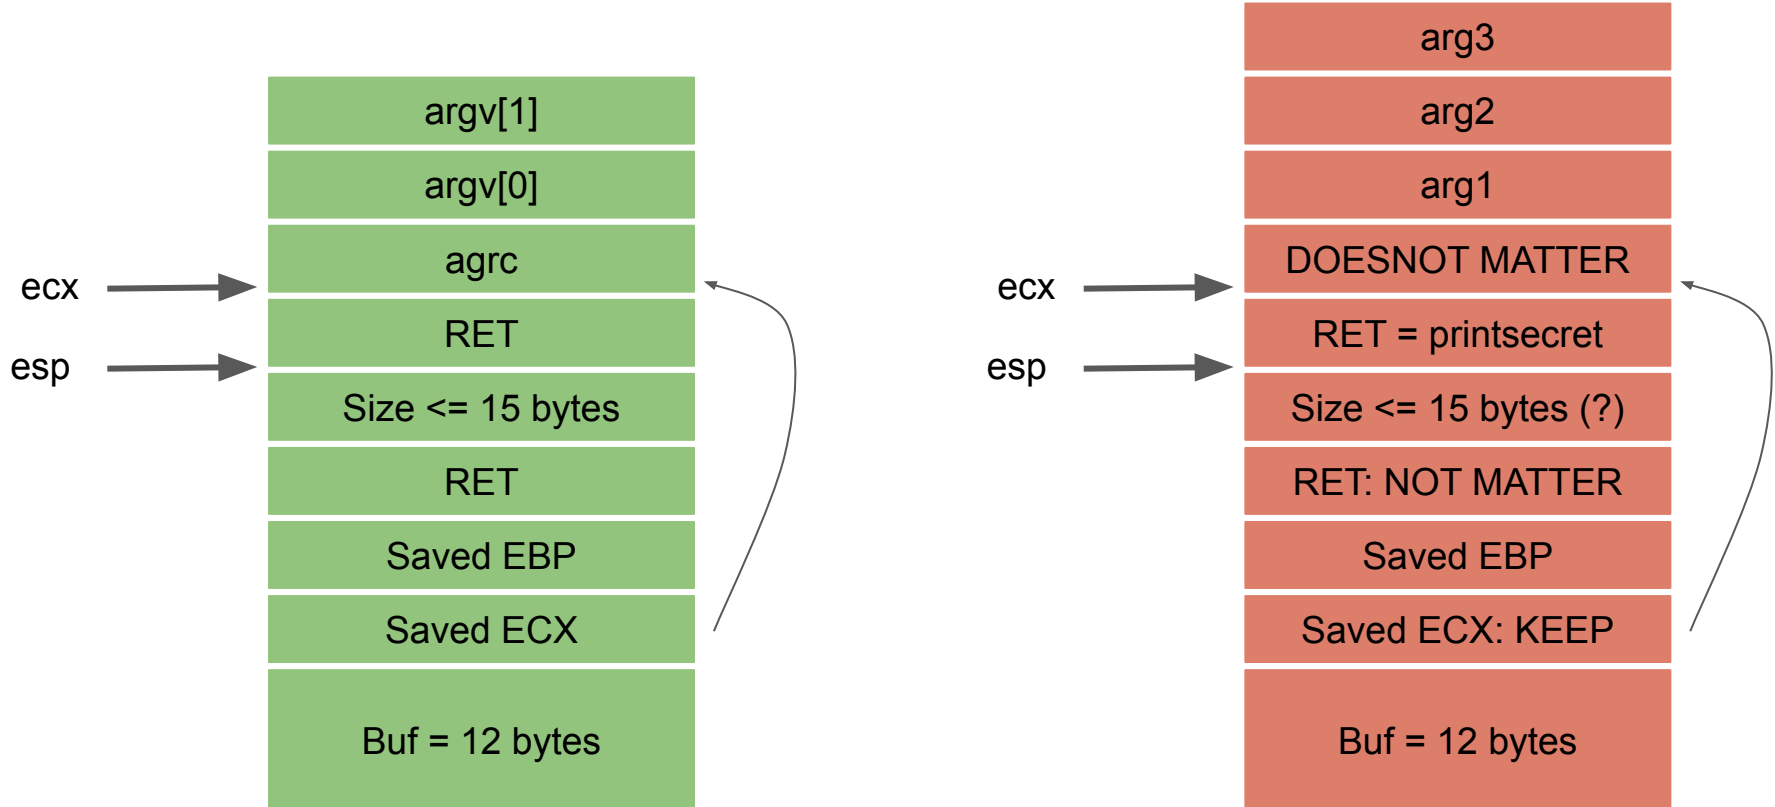 argv[1]
argv[0]
ecx
agrc
RET
esp
Size <= 15 bytes
RET
Saved EBP
Saved ECX
Buf = 12 bytes
arg3
arg2
arg1
ecx
DOESNOT MATTER
RET = printsecret
esp
Size <= 15 bytes (?)
RET: NOT MATTER
Saved EBP
Saved ECX: KEEP
Buf = 12 bytes